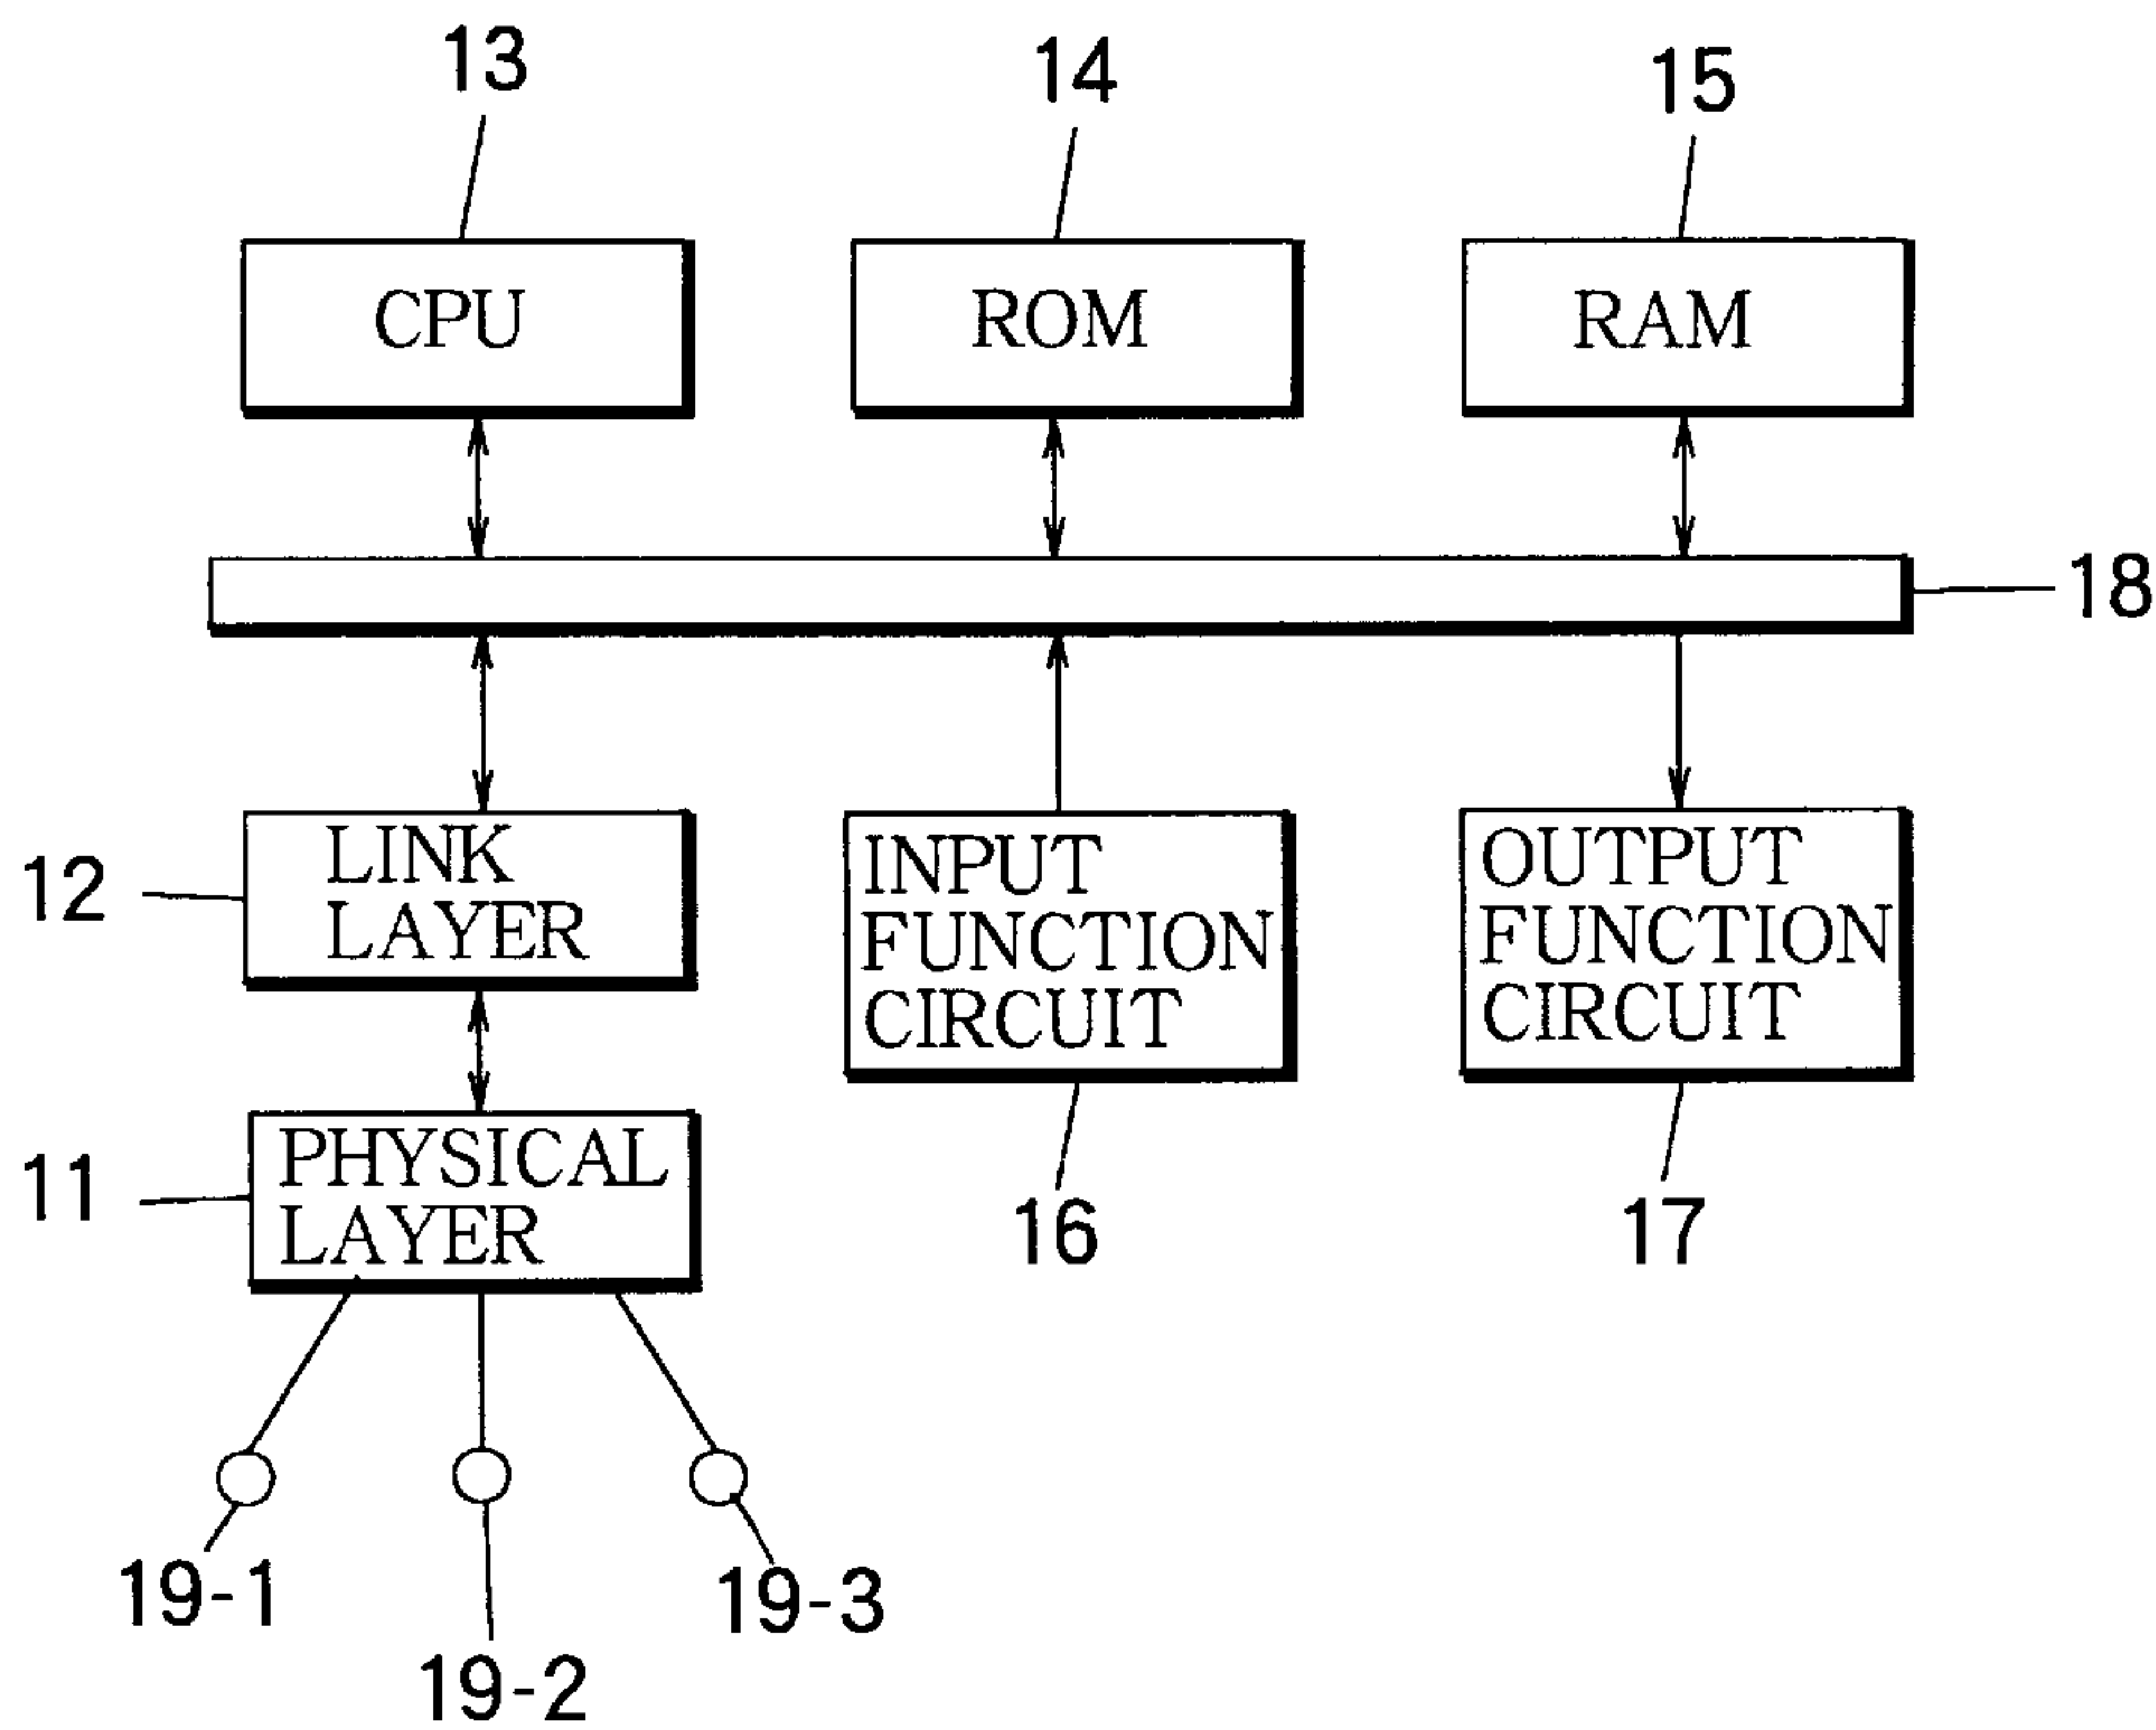 13
14
15
CPU
ROM
RAM
18
12
LINK
LAYER
INPUT
FUNCTION
CIRCUIT
OUTPUT
FUNCTION
CIRCUIT
11
PHYSICAL
LAYER
16
17
19-1
19-2
19-3